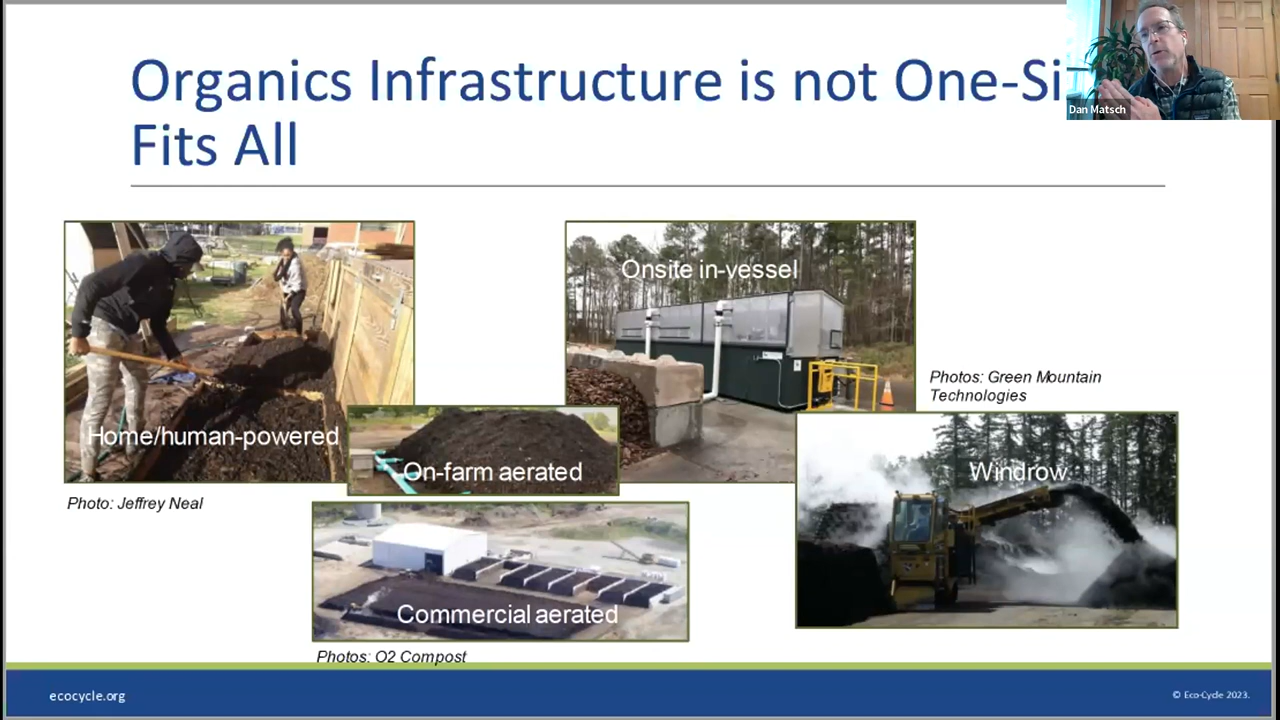 Organics Infrastructure is not One-Si
Fits All
Dan Matsch
Onsite in-vessel
Photos: Green Mountain
Technologies
Home/human-powered
On-farm aerated
Windrow
Photo: Jeffrey Neal
Commercial aerated
Photos: O2 Compost
ecocycle.org
© Eco-Cycle 2023.